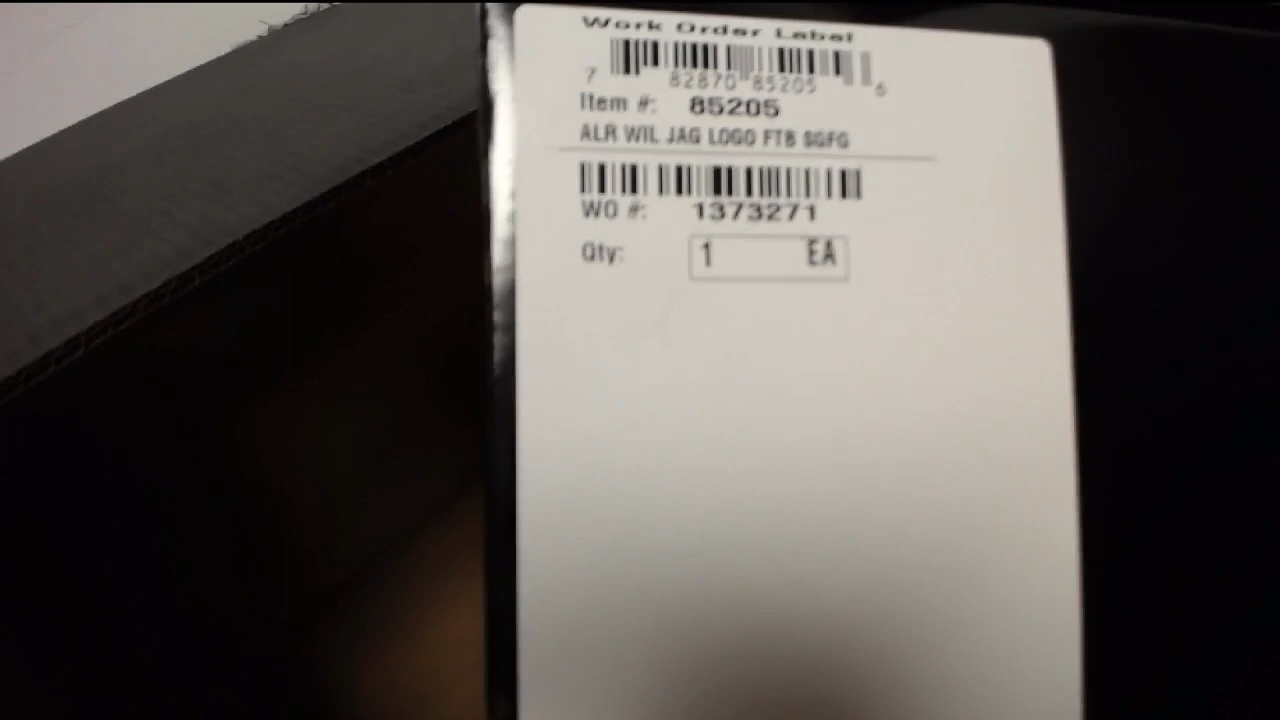 Work Order Label
7 82870 85205 6
Item #: 85205
ALR WIL JAG LOGO FTB SGFG
WO #: 1373271
Qty: 1 EA